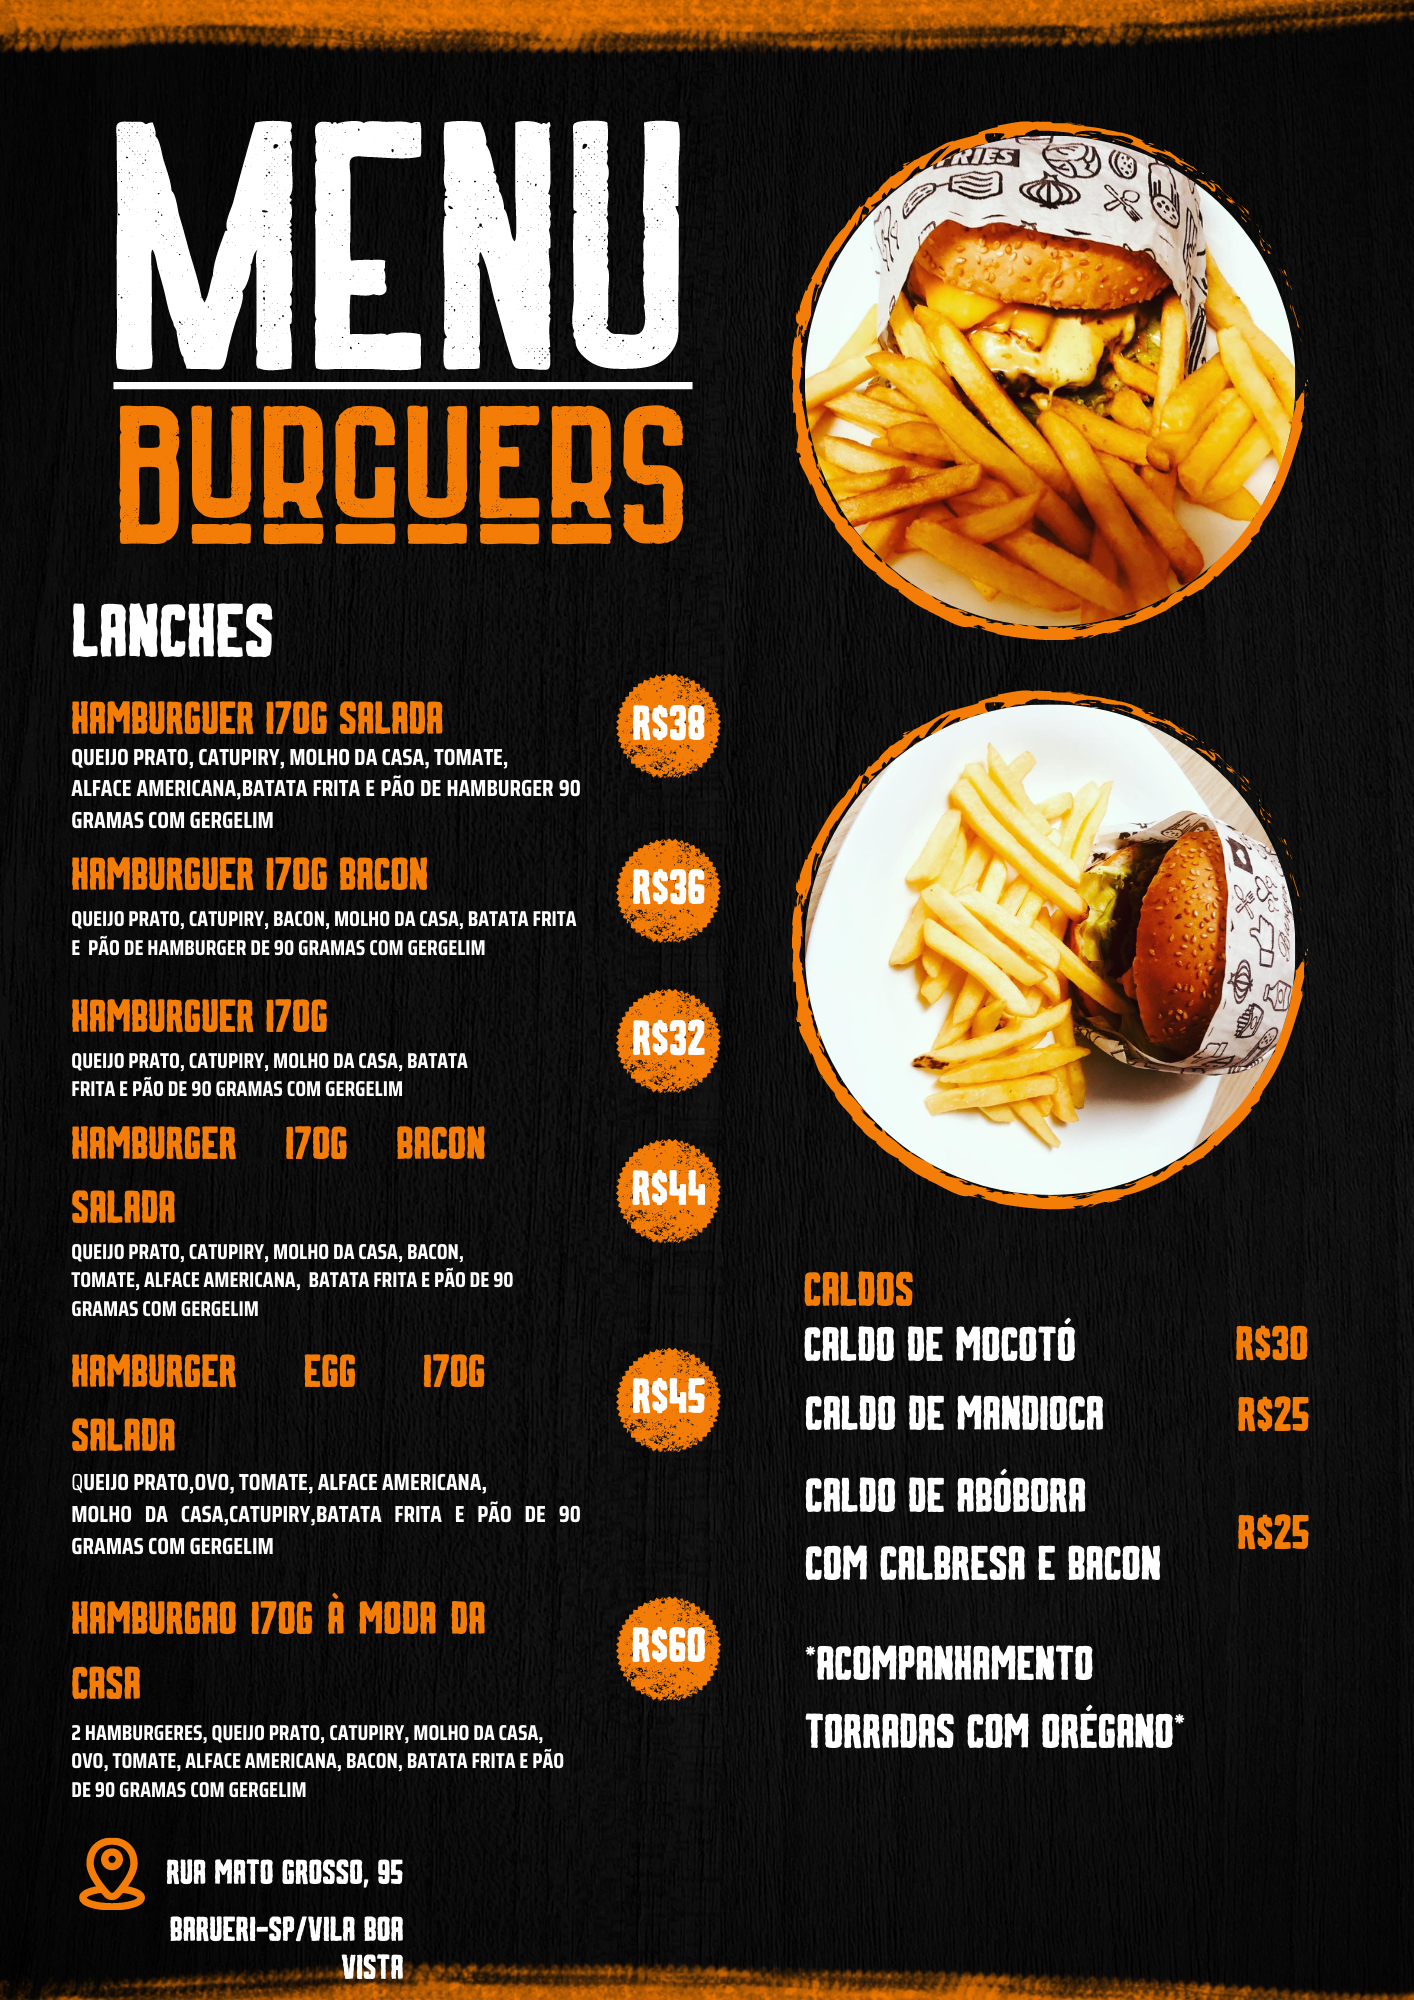 MENU
BURGUERS
LANCHES
HAMBURGUER 170G SALADA
R$38
QUEIJO PRATO, CATUPIRY, MOLHO DA CASA, TOMATE,
ALFACE AMERICANA,BATATA FRITA E PÃO DE HAMBURGER 90
GRAMAS COM GERGELIM
HAMBURGUER 170G BACON
R$36
QUEIJO PRATO, CATUPIRY, BACON, MOLHO DA CASA, BATATA FRITA
E PÃO DE HAMBURGER DE 90 GRAMAS COM GERGELIM
HAMBURGUER 170G
R$32
QUEIJO PRATO, CATUPIRY, MOLHO DA CASA, BATATA
FRITA E PÃO DE 90 GRAMAS COM GERGELIM
HAMBURGER 170G BACON
SALADA
R$44
QUEIJO PRATO, CATUPIRY, MOLHO DA CASA, BACON,
TOMATE, ALFACE AMERICANA, BATATA FRITA E PÃO DE 90
GRAMAS COM GERGELIM
HAMBURGER EGG 170G
SALADA
R$45
QUEIJO PRATO,OVO, TOMATE, ALFACE AMERICANA,
MOLHO DA CASA,CATUPIRY,BATATA FRITA E PÃO DE 90
GRAMAS COM GERGELIM
HAMBURGAO 170G À MODA DA
CASA
R$60
2 HAMBURGERES, QUEIJO PRATO, CATUPIRY, MOLHO DA CASA,
OVO, TOMATE, ALFACE AMERICANA, BACON, BATATA FRITA E PÃO
DE 90 GRAMAS COM GERGELIM
RUA MATO GROSSO, 95
BARUERI-SP/VILA BOA
VISTA
FRIES
Burger
CALDOS
CALDO DE MOCOTÓ R$30
CALDO DE MANDIOCA R$25
CALDO DE ABÓBORA
COM CALBRESA E BACON R$25
*ACOMPANHAMENTO
TORRADAS COM ORÉGANO*